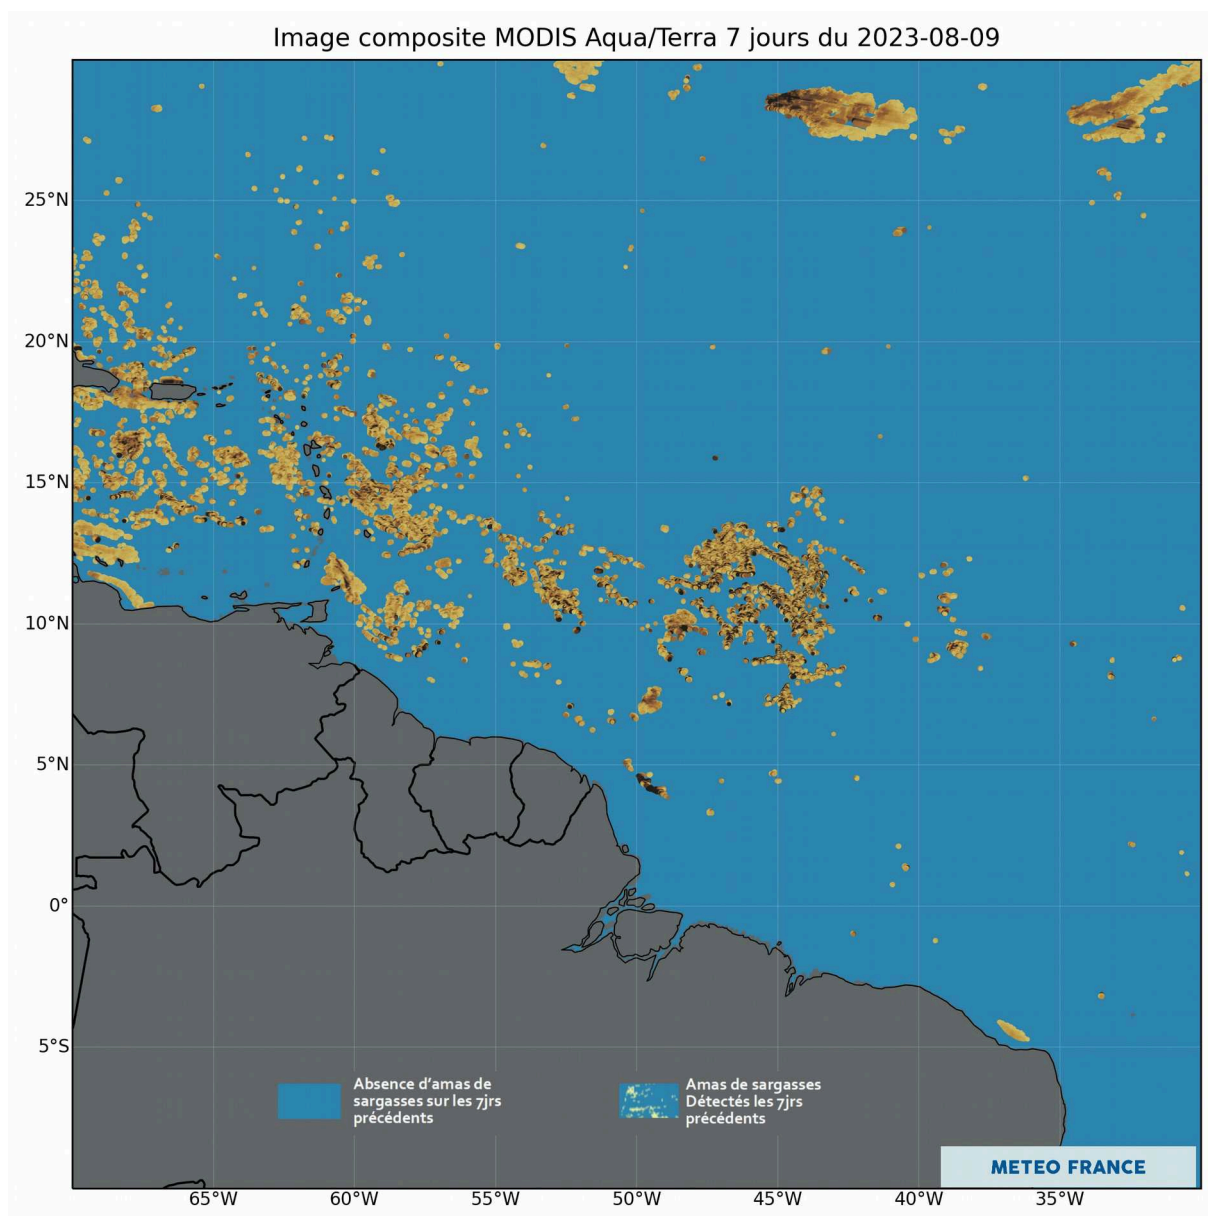 Image composite MODIS Aqua/Terra 7 jours du 2023-08-09
25°N
20°N
15°N
10°N
5°N
0°
5°S
Absence d'amas de
sargasses sur les 7jrs
précédents
Amas de sargasses
Détectés les 7jrs
précédents
METEO FRANCE
65°W
60°W
55°W
50°W
45°W
40°W
35°W